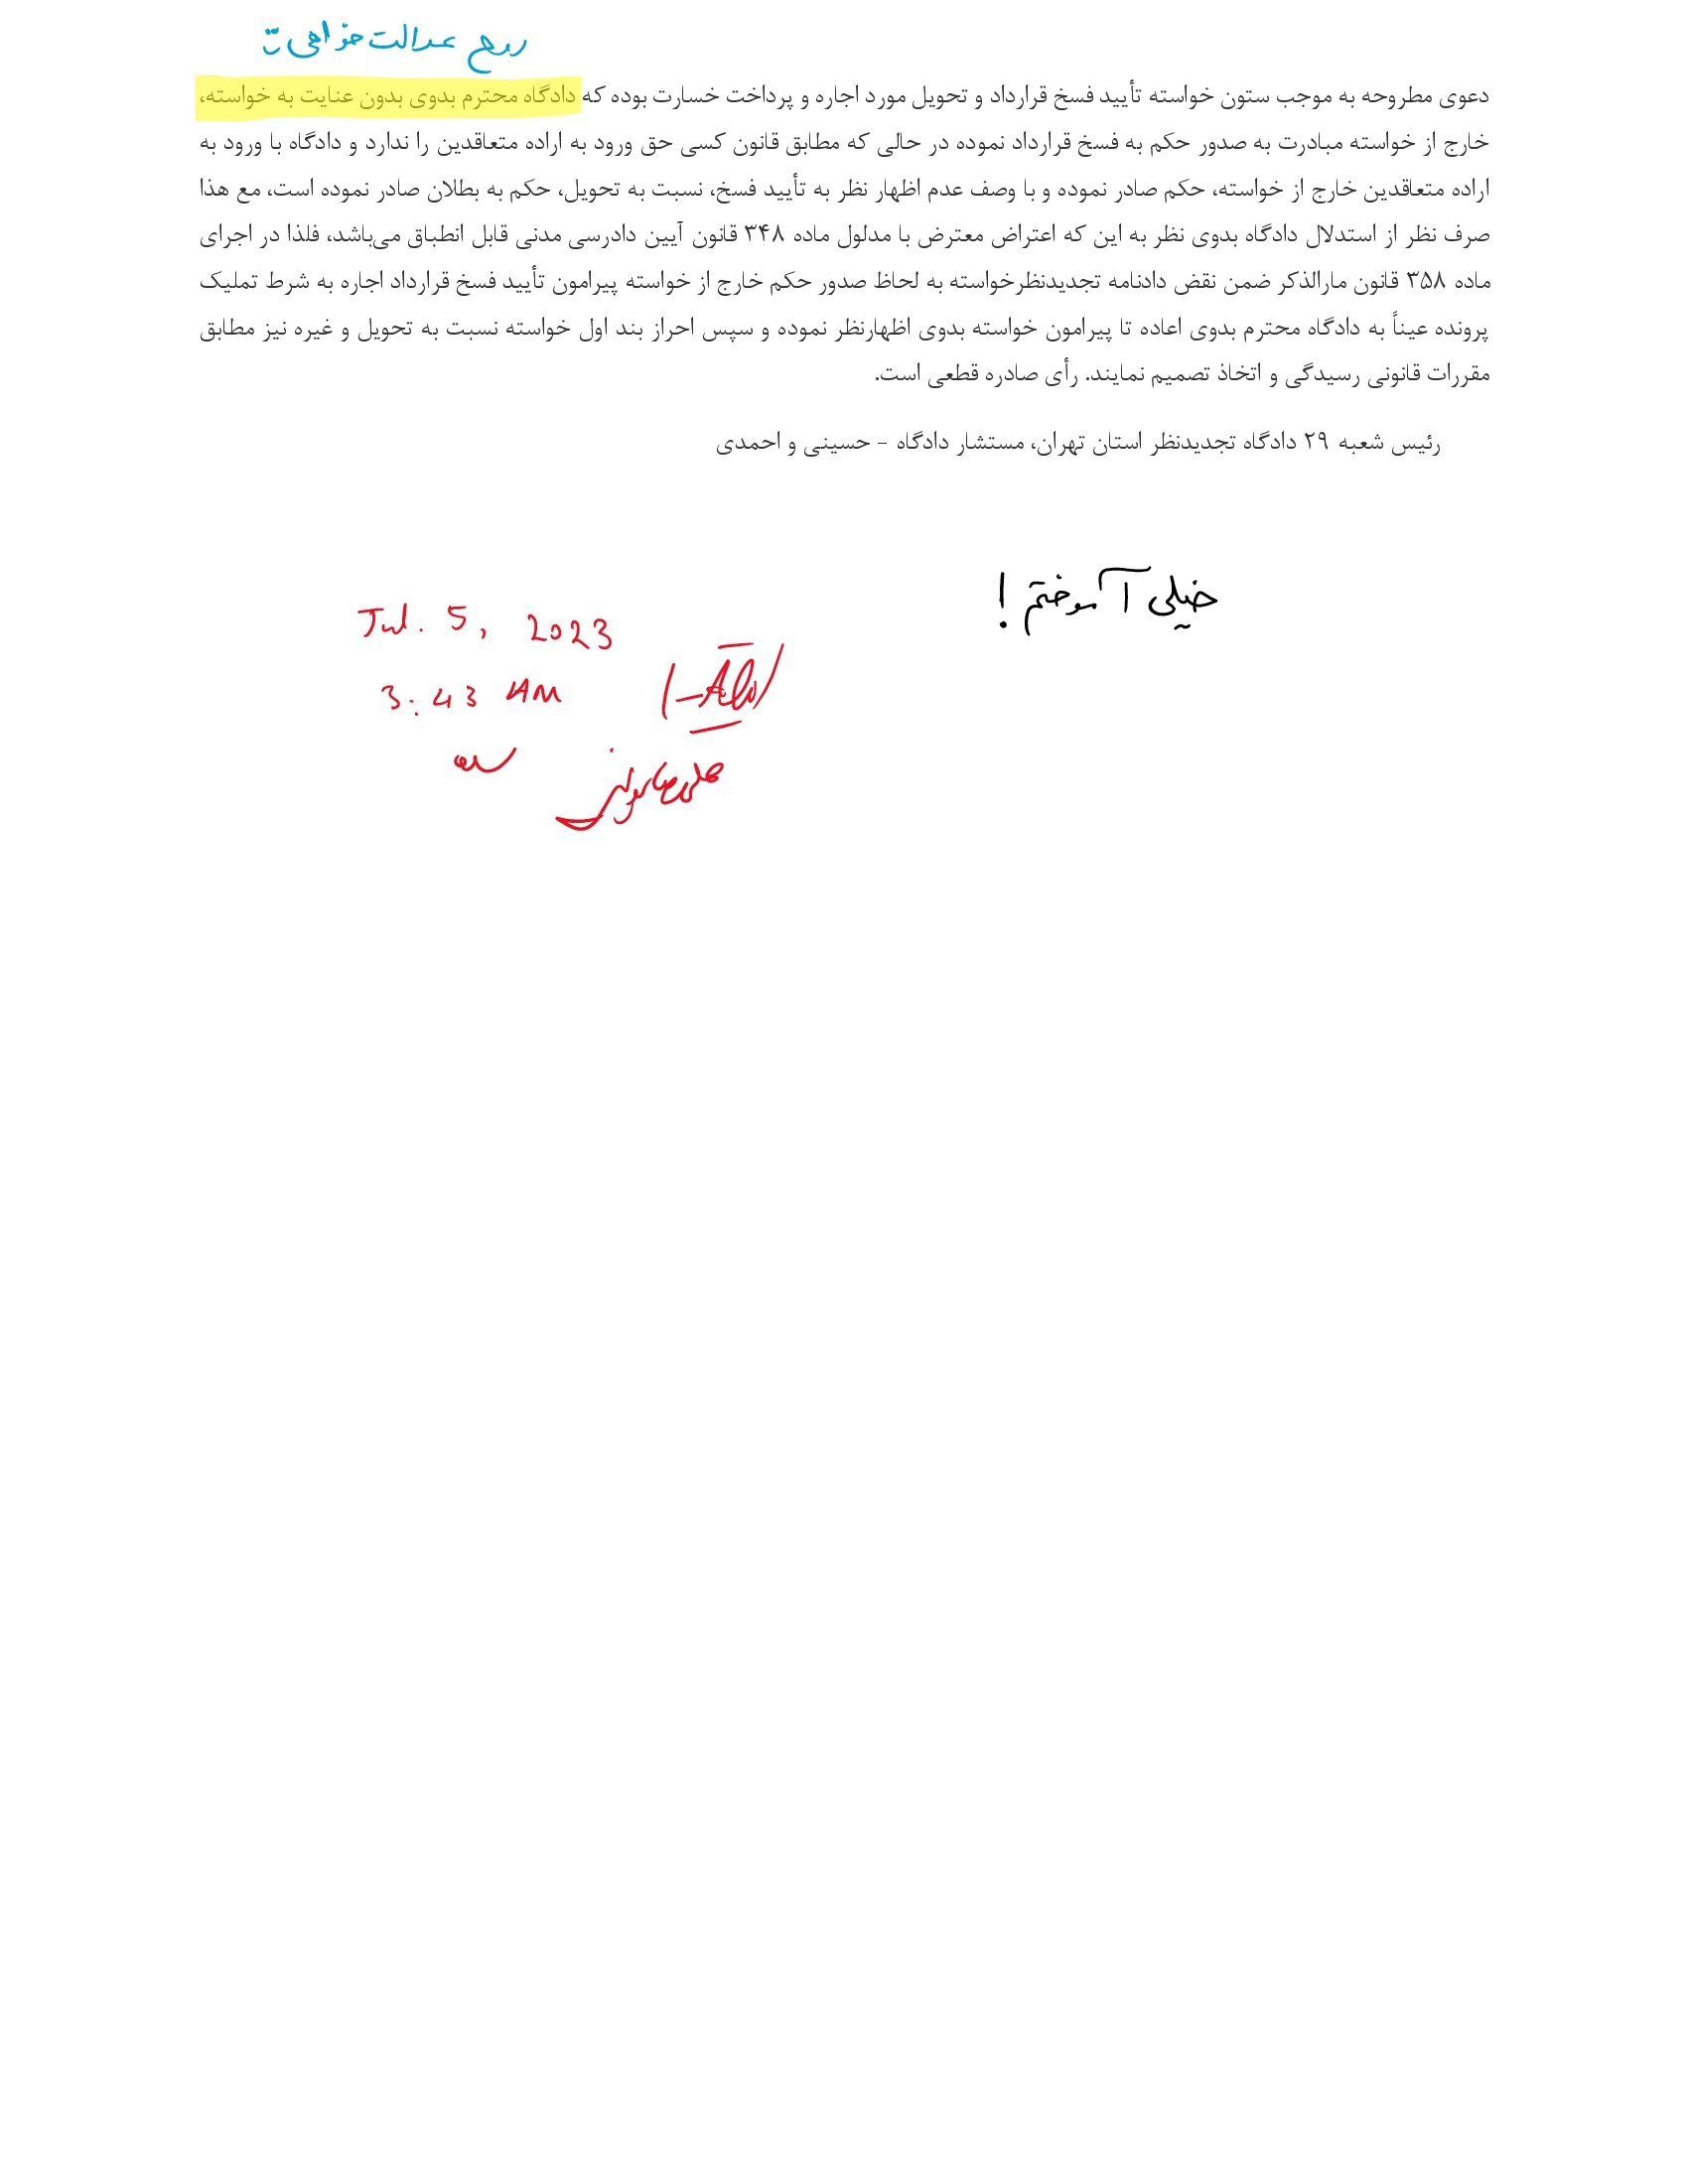 روح عدالت خواهی
دعوی مطروحه به موجب ستون خواسته تأیید فسخ قرارداد و تحویل مورد اجاره و پرداخت خسارت بوده که دادگاه محترم بدوی بدون عنایت به خواسته،
خارج از خواسته مبادرت به صدور حکم به فسخ قرارداد نموده در حالی که مطابق قانون کسی حق ورود به اراده متعاقدین را ندارد و دادگاه با ورود به
اراده متعاقدین خارج از خواسته، حکم صادر نموده و با وصف عدم اظهار نظر به تأیید فسخ، نسبت به تحویل، حکم به بطلان صادر نموده است، مع هذا
صرف نظر از استدلال دادگاه بدوی نظر به این که اعتراض معترض با مدلول ماده ۳۴۸ قانون آیین دادرسی مدنی قابل انطباق می‌باشد، فلذا در اجرای
ماده ۳۵۸ قانون مارالذکر ضمن نقض دادنامه تجدیدنظرخواسته به لحاظ صدور حکم خارج از خواسته پیرامون تأیید فسخ قرارداد اجاره به شرط تملیک
پرونده عیناً به دادگاه محترم بدوی اعاده تا پیرامون خواسته بدوی اظهارنظر نموده و سپس احراز بند اول خواسته نسبت به تحویل و غیره نیز مطابق
مقررات قانونی رسیدگی و اتخاذ تصمیم نمایند. رأی صادره قطعی است.
رئیس شعبه ۲۹ دادگاه تجدیدنظر استان تهران، مستشار دادگاه - حسینی و احمدی
خیلی آموختم!
Jul. 5, 2023
3:43 AM